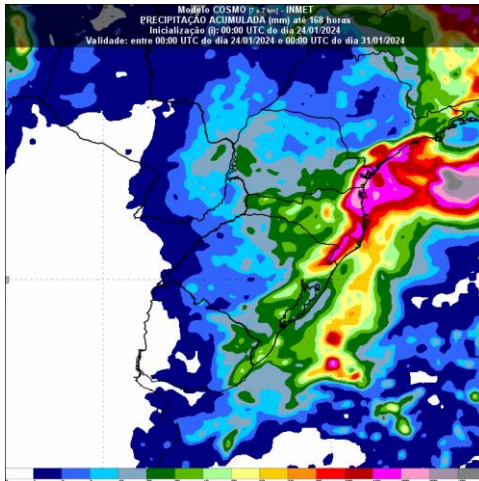 Modelo COSMO [7 x 7 km] - INMET
PRECIPITAÇÃO ACUMULADA (mm) até 168 horas
Inicialização (i): 00:00 UTC do dia 24/01/2024
Validade: entre 00:00 UTC do dia 24/01/2024 e 00:00 UTC do dia 31/01/2024